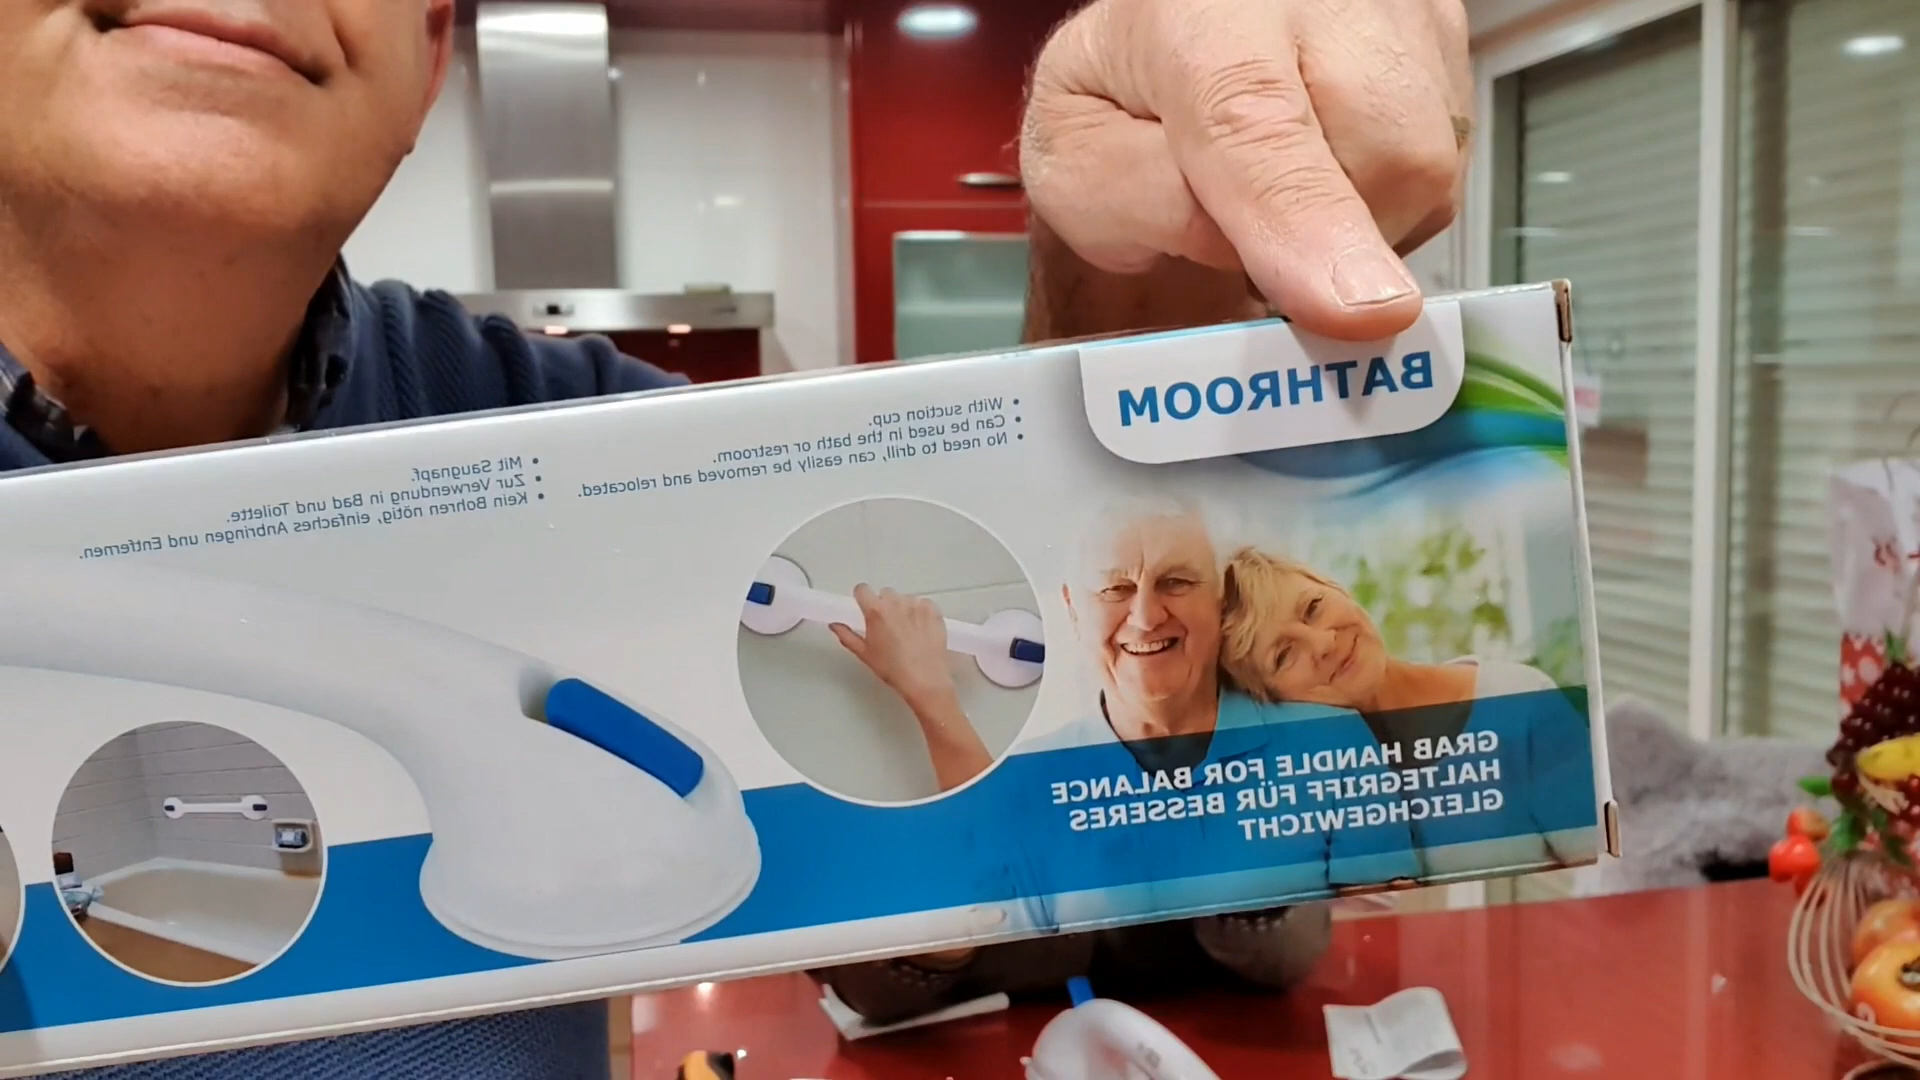 BATHROOM
• With suction cup.
• Can be used in the bath or restroom.
• No need to drill, can easily be removed and relocated.
• Mit Saugnapf.
• Zur Verwendung in Bad und Toilette.
• Kein Bohren nötig, einfaches Anbringen und Entfernen.
GRAB HANDLE FOR BALANCE
HALTEGRIFF FÜR BESSERES
GLEICHGEWICHT